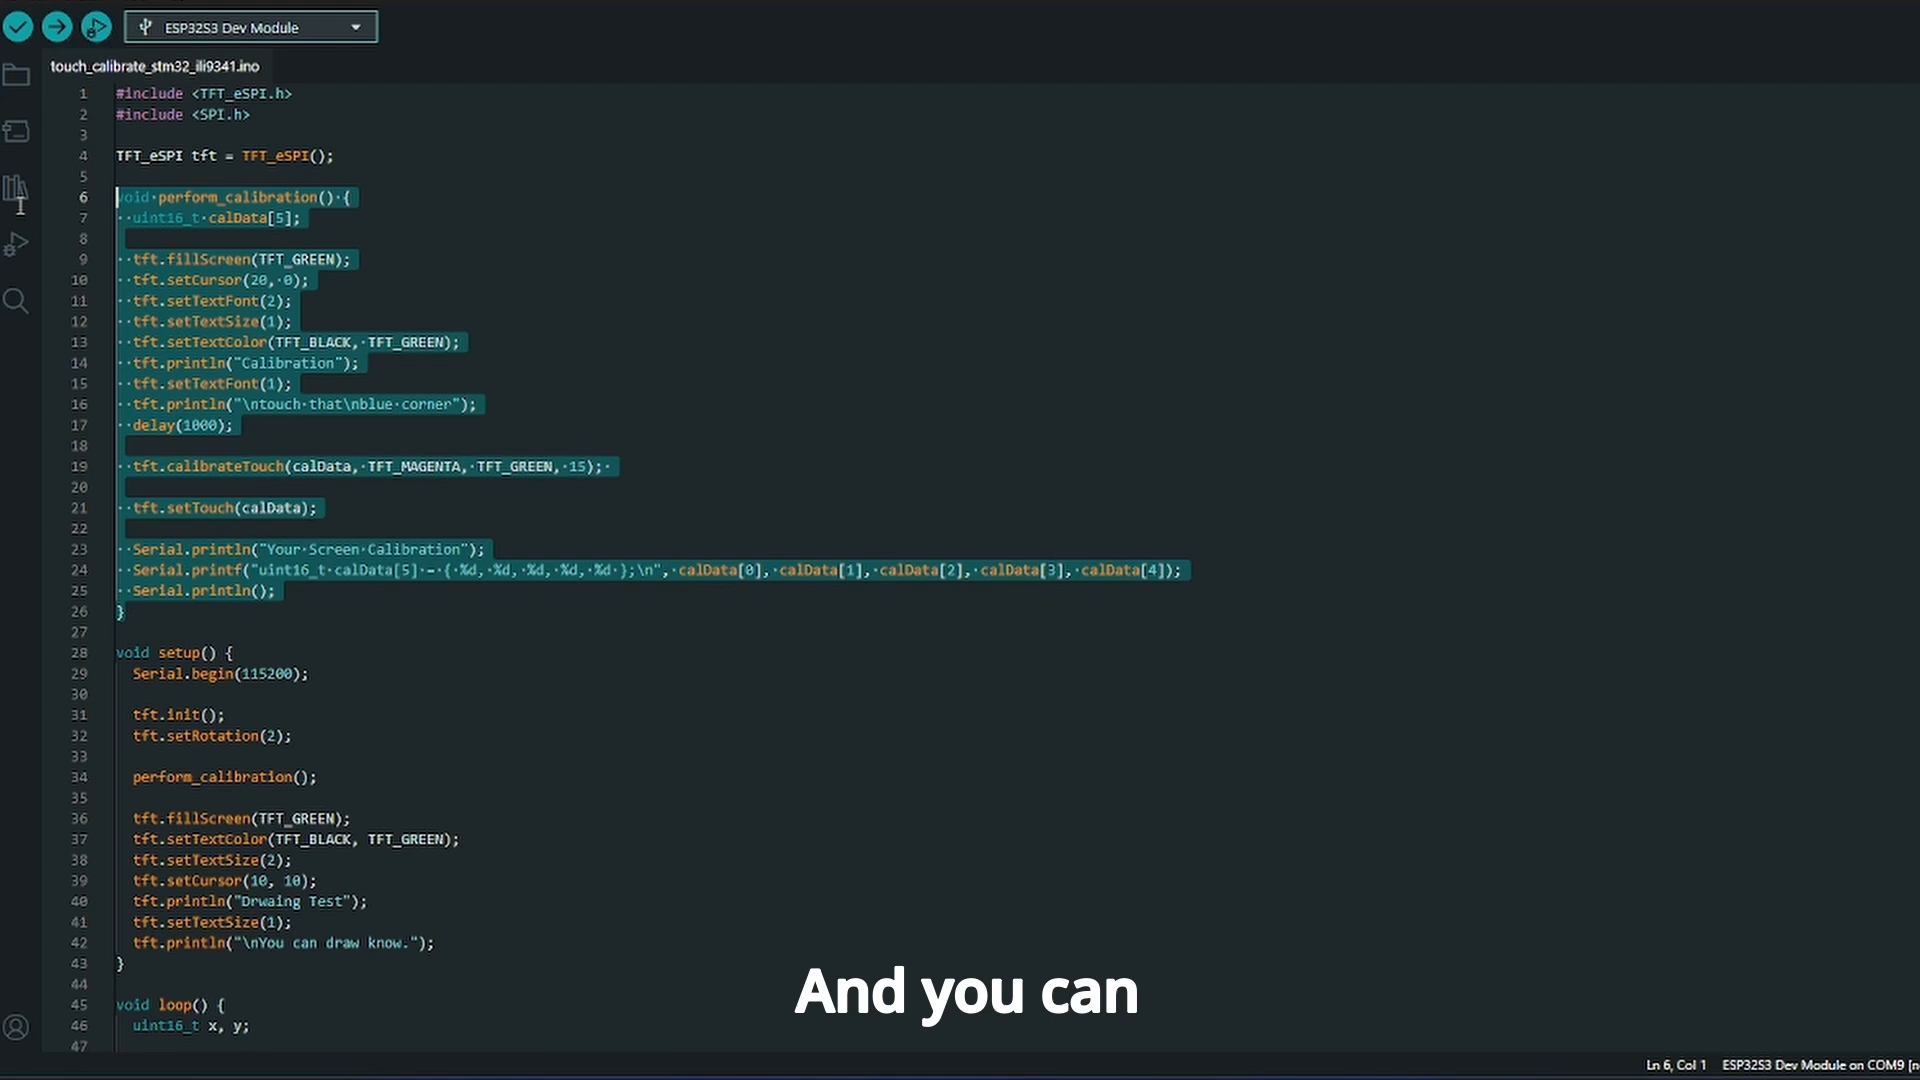 ESP32S3 Dev Module
touch_calibrate_stm32_ili9341.ino
1 #include <TFT_eSPI.h>
2 #include <SPI.h>
3
4 TFT_eSPI tft = TFT_eSPI();
5
6 void perform_calibration() {
7 uint16_t calData[5];
8
9 tft.fillScreen(TFT_GREEN);
10 tft.setCursor(20, 0);
11 tft.setTextFont(2);
12 tft.setTextSize(1);
13 tft.setTextColor(TFT_BLACK, TFT_GREEN);
14 tft.println("Calibration");
15 tft.setTextFont(1);
16 tft.println("\ntouch that\nblue corner");
17 delay(1000);
18
19 tft.calibrateTouch(calData, TFT_MAGENTA, TFT_GREEN, 15);
20
21 tft.setTouch(calData);
22
23 Serial.println("Your Screen Calibration");
24 Serial.printf("uint16_t calData[5] = { %d, %d, %d, %d, %d };\n", calData[0], calData[1], calData[2], calData[3], calData[4]);
25 Serial.println();
26 }
27
28 void setup() {
29 Serial.begin(115200);
30
31 tft.init();
32 tft.setRotation(2);
33
34 perform_calibration();
35
36 tft.fillScreen(TFT_GREEN);
37 tft.setTextColor(TFT_BLACK, TFT_GREEN);
38 tft.setTextSize(2);
39 tft.setCursor(10, 10);
40 tft.println("Drwaing Test");
41 tft.setTextSize(1);
42 tft.println("\nYou can draw know.");
43 }
44
45 void loop() {
46 uint16_t x, y;
47
And you can
Ln 6, Col 1 ESP32S3 Dev Module on COM9 [n